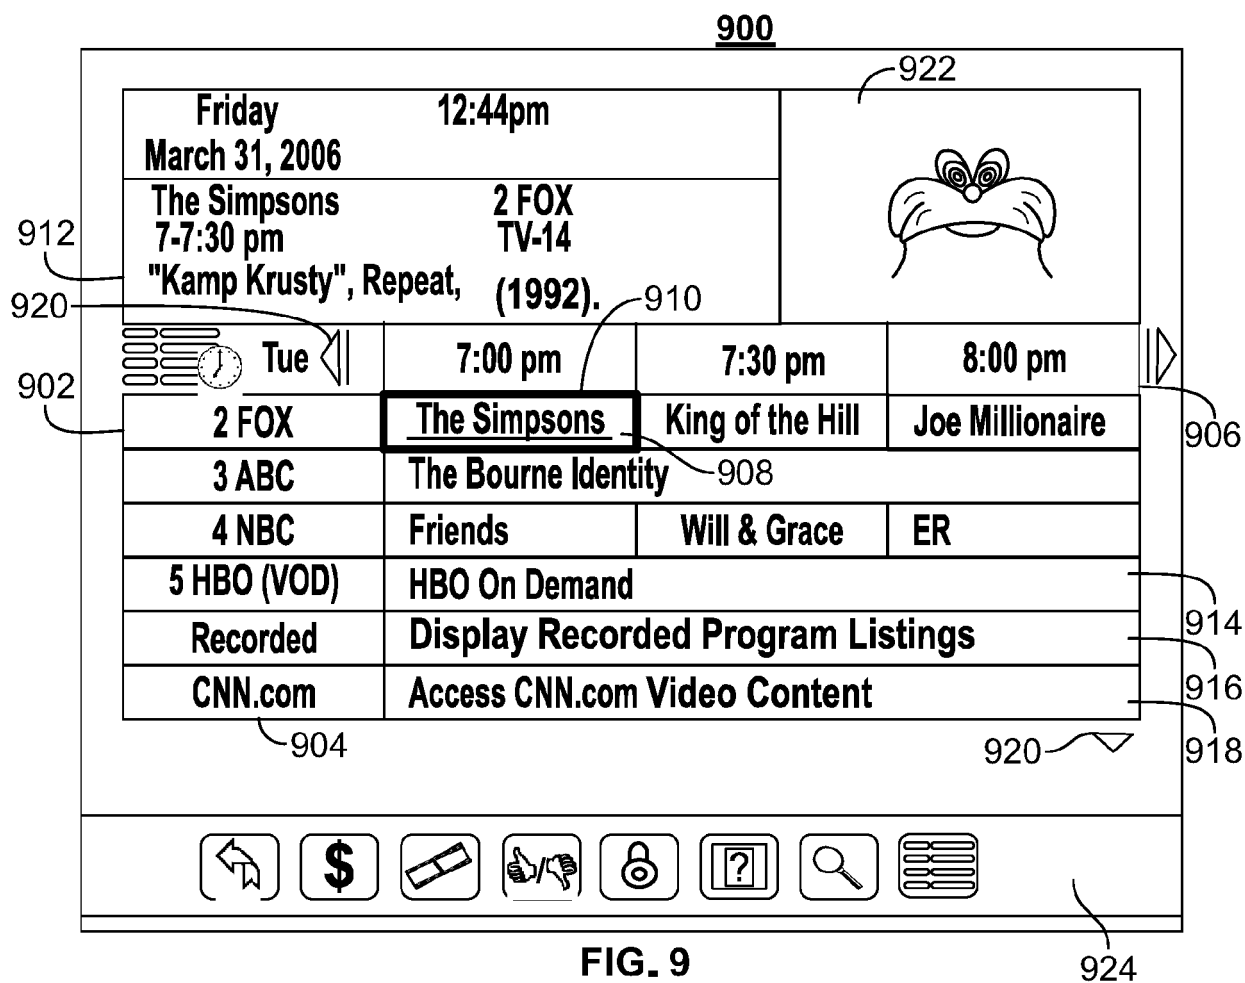 900
922
Friday 12:44pm
March 31, 2006
The Simpsons 2 FOX
7-7:30 pm TV-14
"Kamp Krusty", Repeat, (1992).
912
920
910
Tue 7:00 pm 7:30 pm 8:00 pm
902
2 FOX The Simpsons King of the Hill Joe Millionaire
906
3 ABC The Bourne Identity
908
4 NBC Friends Will & Grace ER
5 HBO (VOD) HBO On Demand
914
Recorded Display Recorded Program Listings
916
CNN.com Access CNN.com Video Content
904
920
918
$ ?
924
FIG. 9